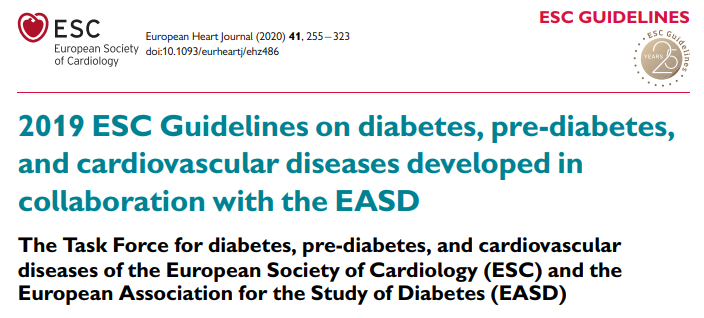 ESC
European Society
of Cardiology
European Heart Journal (2020) 41, 255–323
doi:10.1093/eurheartj/ehz486
ESC GUIDELINES
ESC Guidelines
YEARS 25
2019 ESC Guidelines on diabetes, pre-diabetes,
and cardiovascular diseases developed in
collaboration with the EASD
The Task Force for diabetes, pre-diabetes, and cardiovascular
diseases of the European Society of Cardiology (ESC) and the
European Association for the Study of Diabetes (EASD)